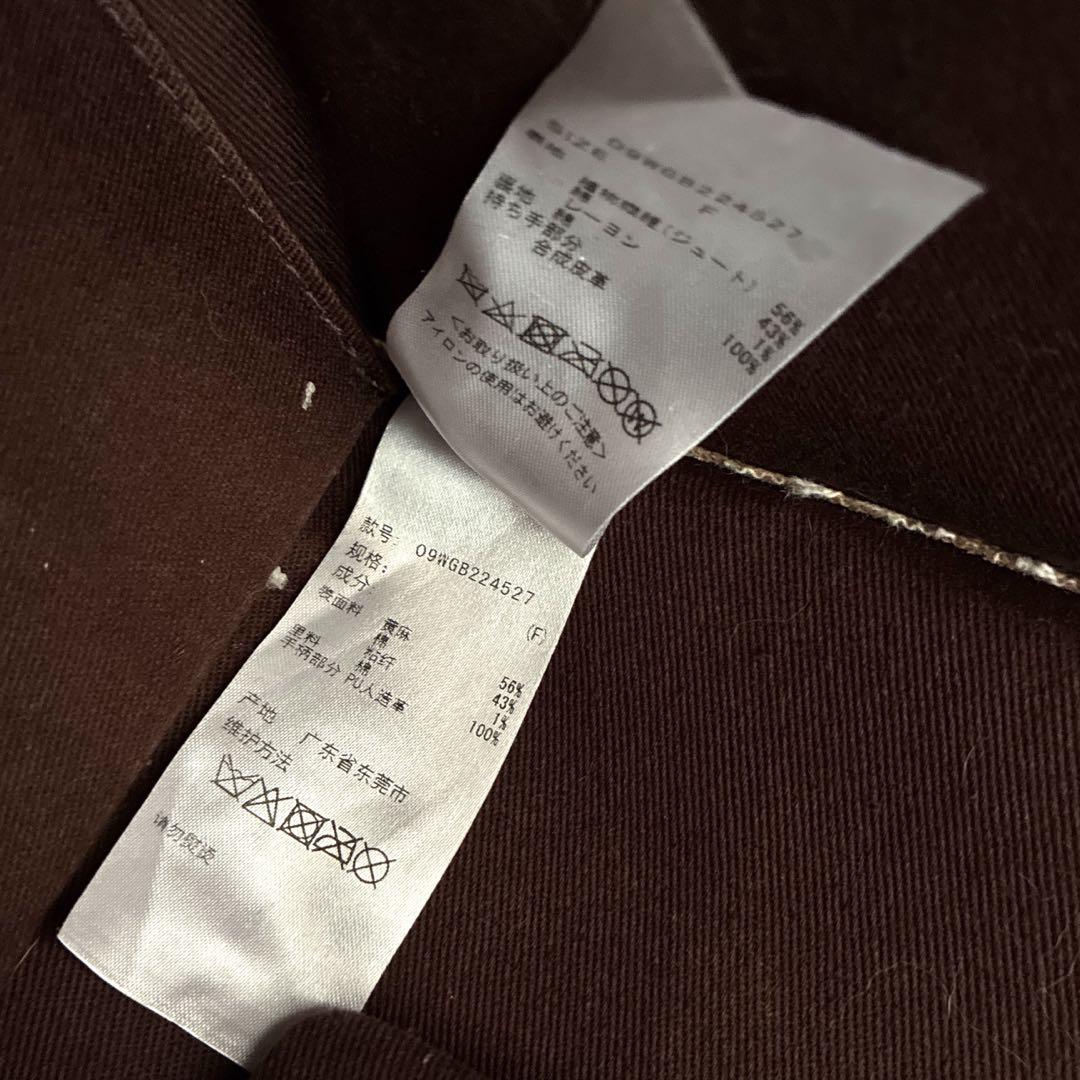 09WGB224527
SIZE F
表地
植物繊維(ジュート) 56%
綿 43%
レーヨン 1%
裏地 綿 100%
持ち手部分
合成皮革
<お取り扱い上のご注意>
アイロンの使用はお避けください
款号: 09WGB224527
规格: (F)
成分:
装面料 黄麻 56%
棉 43%
粘纤 1%
里料 棉 100%
手柄部分 PU人造革
产地 广东省东莞市
维护方法
请勿熨烫